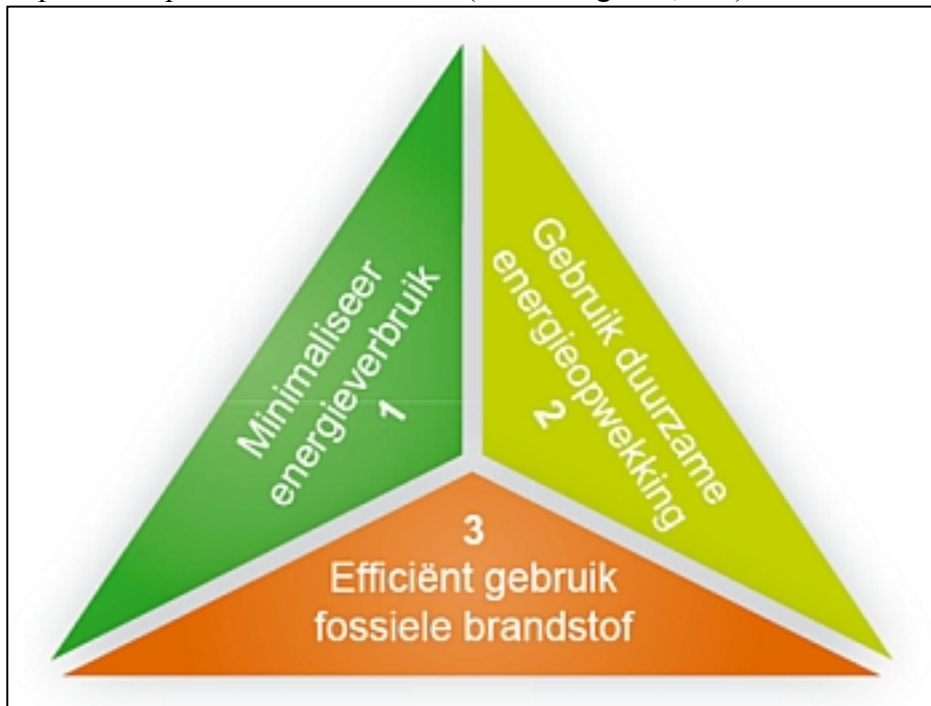 Minimaliseer
energieverbruik
1
Gebruik duurzame
energieopwekking
2
3
Efficiënt gebruik
fossiele brandstof